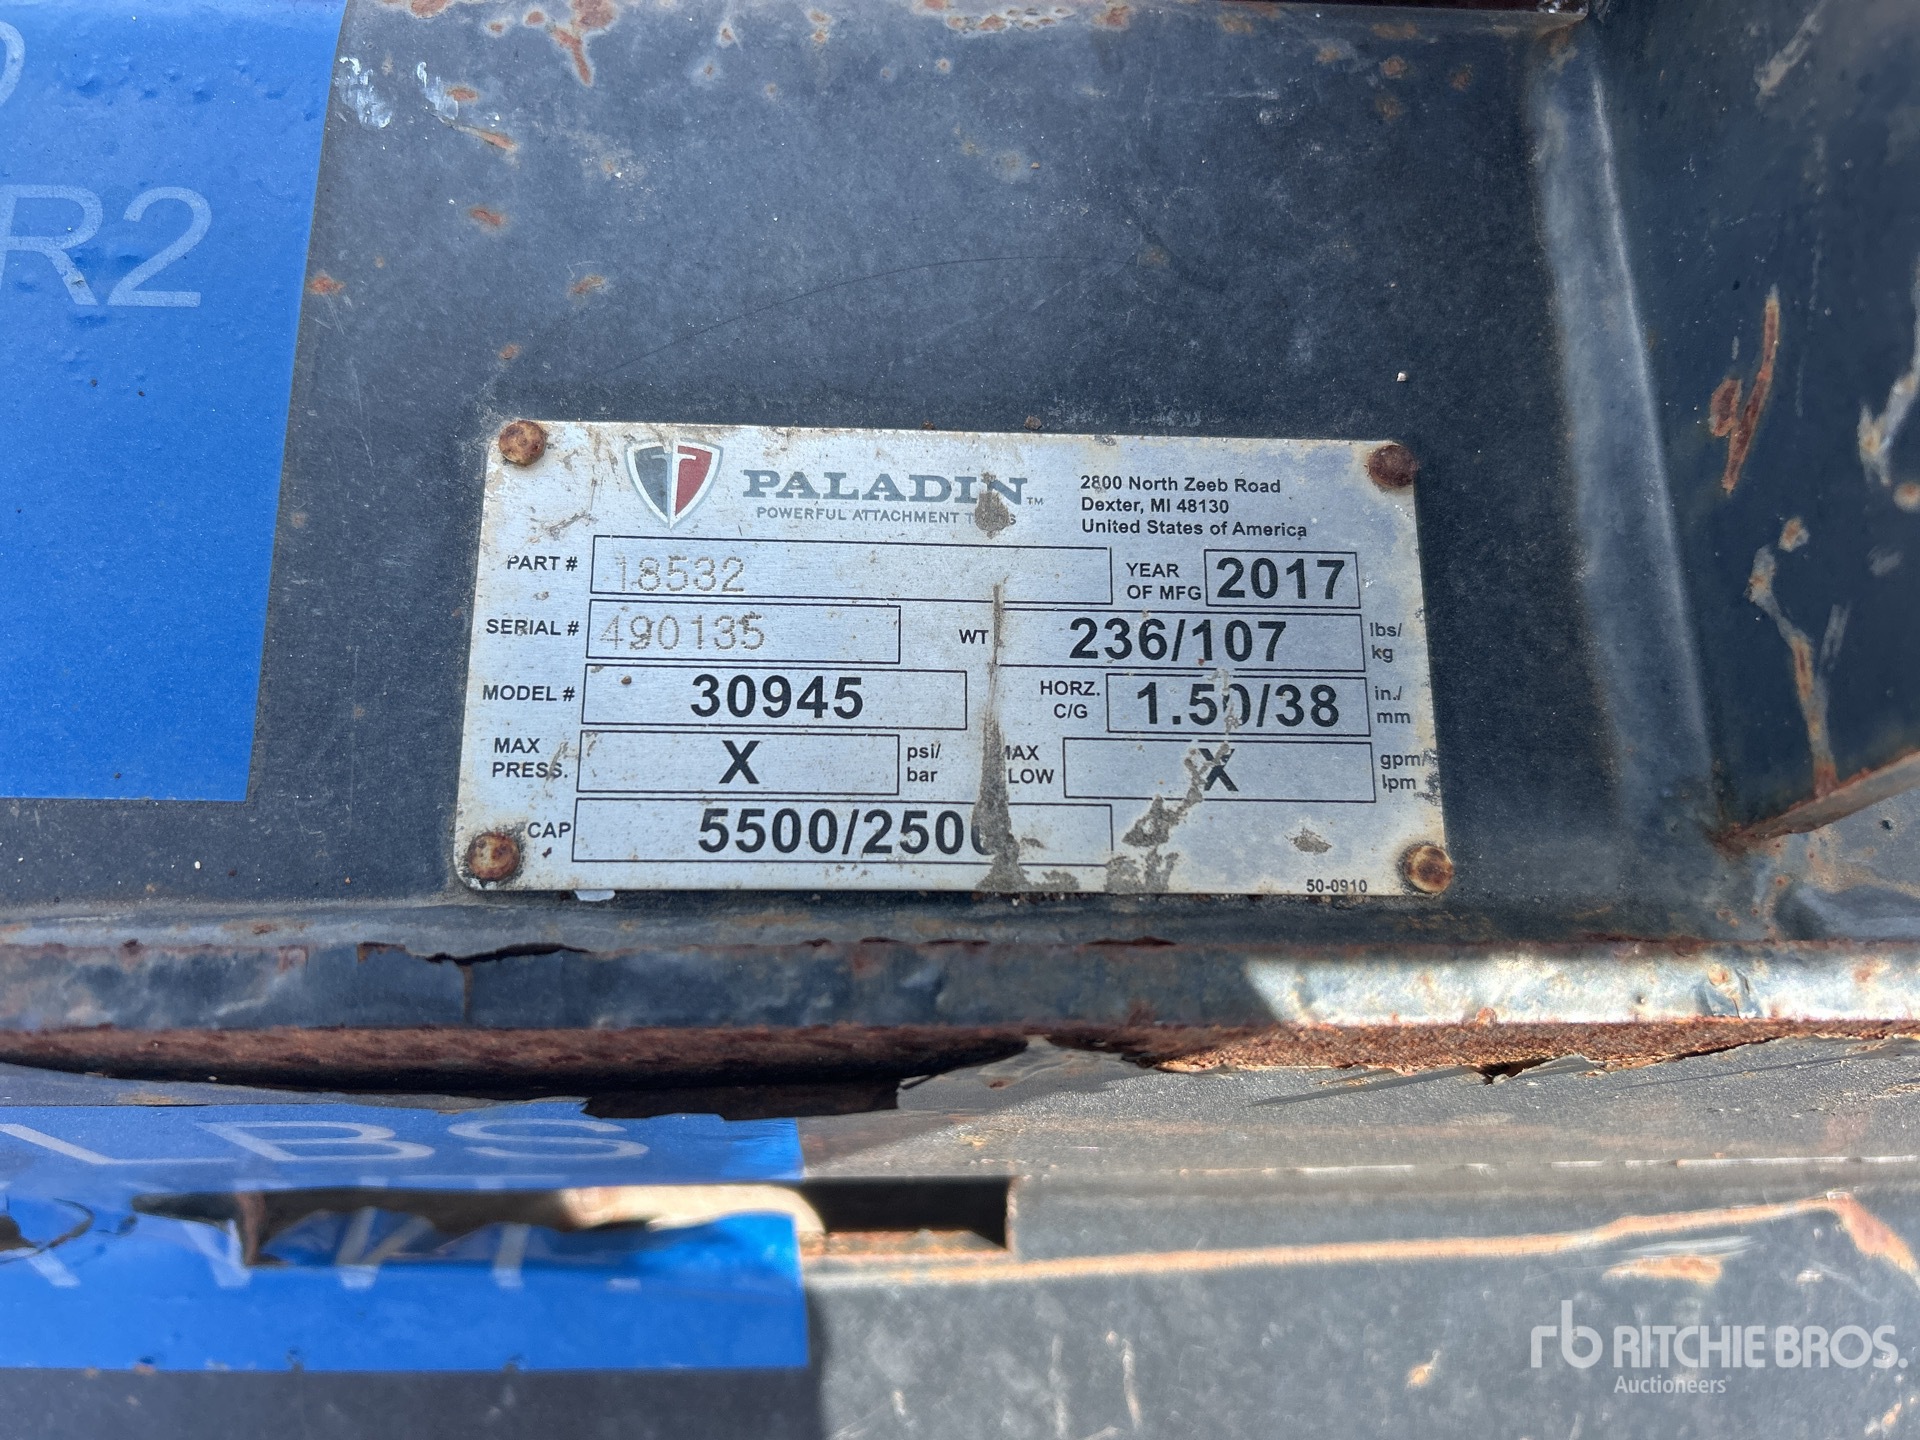 R2
PALADIN™
POWERFUL ATTACHMENT
2800 North Zeeb Road
Dexter, MI 48130
United States of America
PART # 18532
YEAR OF MFG 2017
SERIAL # 490135
WT 236/107 lbs/ kg
MODEL # 30945
HORZ. C/G 1.50/38 in./ mm
MAX PRESS. X psi/ bar
MAX FLOW X gpm/ lpm
CAP 5500/2500
50-0910
LBS
WT.
rb RITCHIE BROS.
Auctioneers